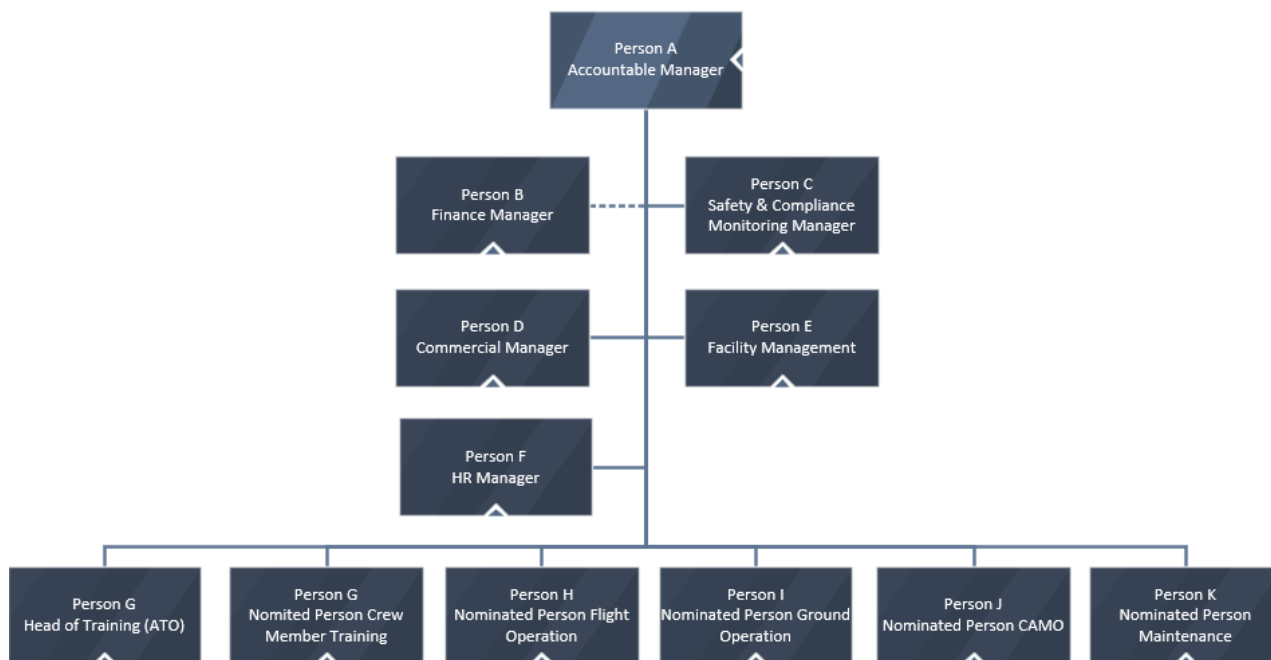 Person A
Accountable Manager
Person B
Finance Manager
Person C
Safety & Compliance
Monitoring Manager
Person D
Commercial Manager
Person E
Facility Management
Person F
HR Manager
Person G
Head of Training (ATO)
Person G
Nomited Person Crew
Member Training
Person H
Nominated Person Flight
Operation
Person I
Nominated Person Ground
Operation
Person J
Nominated Person CAMO
Person K
Nominated Person
Maintenance